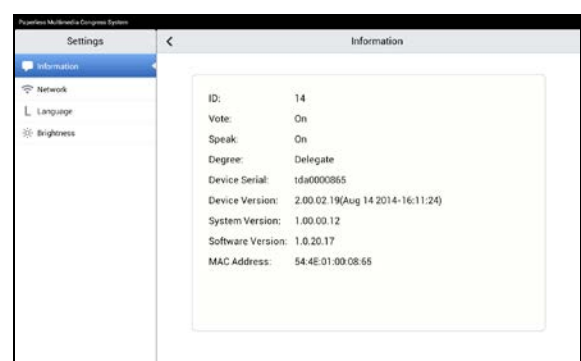 Paperless Multimedia Congress System
Settings
Information
Information
Network
Language
Brightness
ID: 14
Vote: On
Speak: On
Degree: Delegate
Device Serial: tda0000865
Device Version: 2.00.02.19(Aug 14 2014-16:11:24)
System Version: 1.00.00.12
Software Version: 1.0.20.17
MAC Address: 54:4E:01:00:08:65